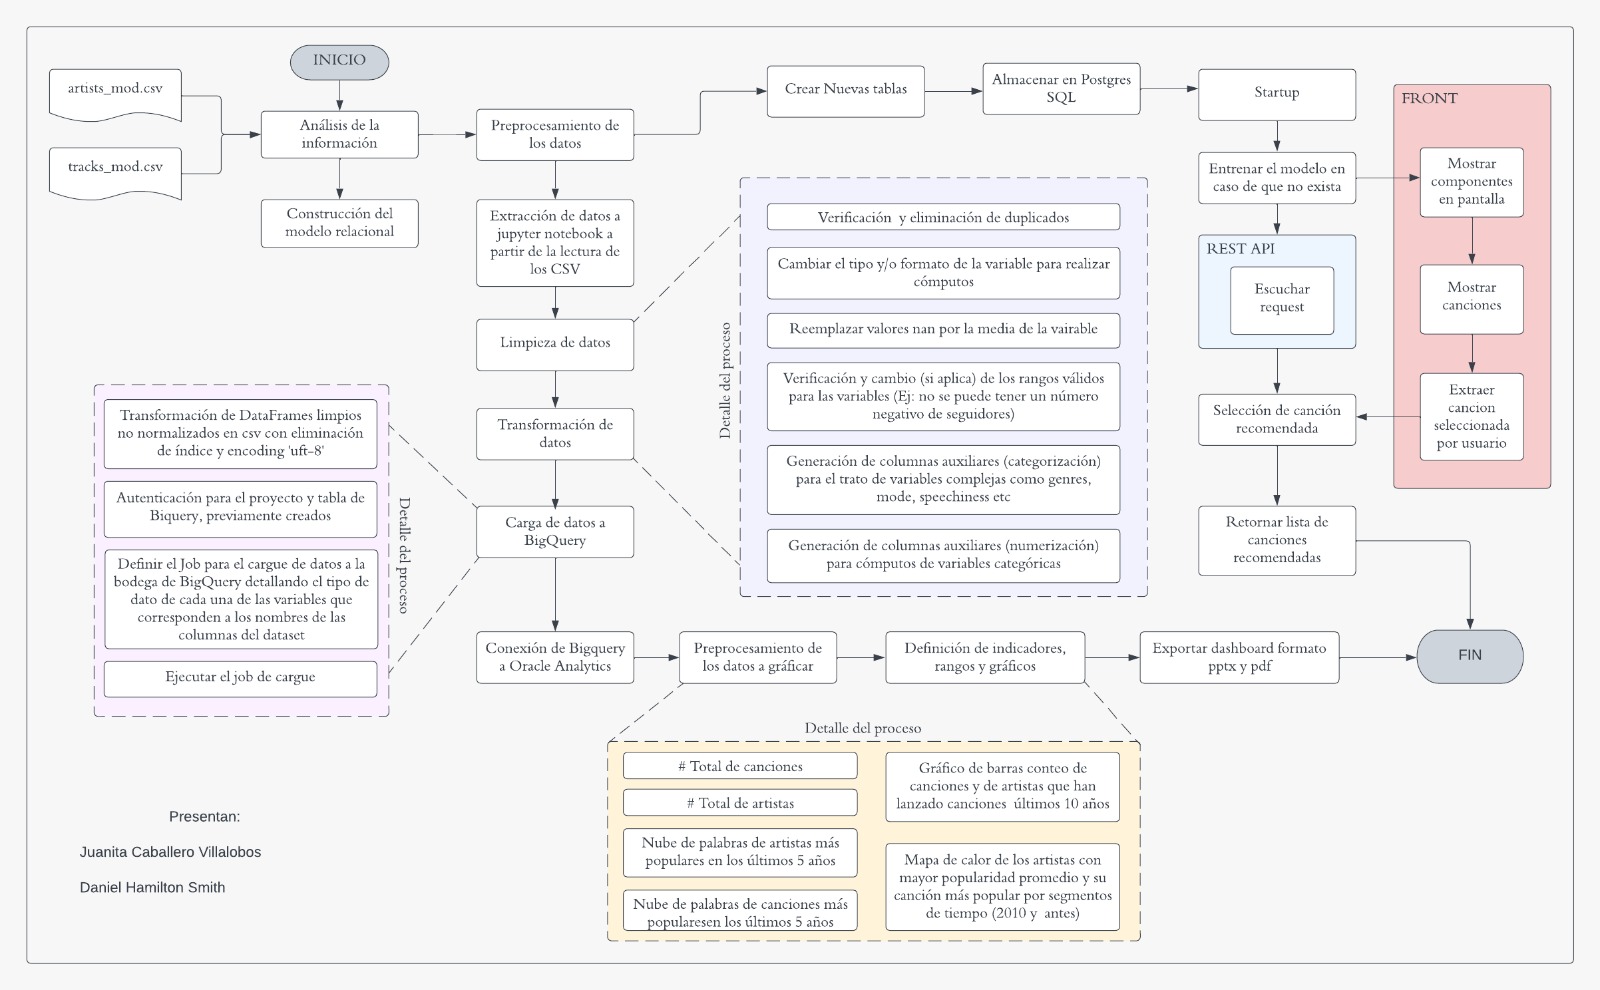 INICIO
artists_mod.csv
tracks_mod.csv
Análisis de la
información
Construcción del
modelo relacional
Preprocesamiento de
los datos
Extracción de datos a
jupyter notebook a
partir de la lectura de
los CSV
Limpieza de datos
Transformación de
datos
Carga de datos a
BigQuery
Crear Nuevas tablas
Almacenar en Postgres
SQL
Startup
Entrenar el modelo en
caso de que no exista
REST API
Escuchar
request
Selección de canción
recomendada
Retornar lista de
canciones
recomendadas
FRONT
Mostrar
componentes
en pantalla
Mostrar
canciones
Extraer
cancion
seleccionada
por usuario
Detalle del proceso
Verificación y eliminación de duplicados
Cambiar el tipo y/o formato de la variable para realizar
cómputos
Reemplazar valores nan por la media de la vairable
Verificación y cambio (si aplica) de los rangos válidos
para las variables (Ej: no se puede tener un número
negativo de seguidores)
Generación de columnas auxiliares (categorización)
para el trato de variables complejas como genres,
mode, speechiness etc
Generación de columnas auxiliares (numerización)
para cómputos de variables categóricas
Transformación de DataFrames limpios
no normalizados en csv con eliminación
de índice y encoding 'uft-8'
Autenticación para el proyecto y tabla de
Biquery, previamente creados
Definir el Job para el cargue de datos a la
bodega de BigQuery detallando el tipo de
dato de cada una de las variables que
corresponden a los nombres de las
columnas del dataset
Ejecutar el job de cargue
Detalle del proceso
Conexión de Bigquery
a Oracle Analytics
Preprocesamiento de
los datos a gráficar
Definición de indicadores,
rangos y gráficos
Exportar dashboard formato
pptx y pdf
FIN
Detalle del proceso
# Total de canciones
# Total de artistas
Nube de palabras de artistas más
populares en los últimos 5 años
Nube de palabras de canciones más
popularesen los últimos 5 años
Gráfico de barras conteo de
canciones y de artistas que han
lanzado canciones últimos 10 años
Mapa de calor de los artistas con
mayor popularidad promedio y su
canción más popular por segmentos
de tiempo (2010 y antes)
Presentan:
Juanita Caballero Villalobos
Daniel Hamilton Smith